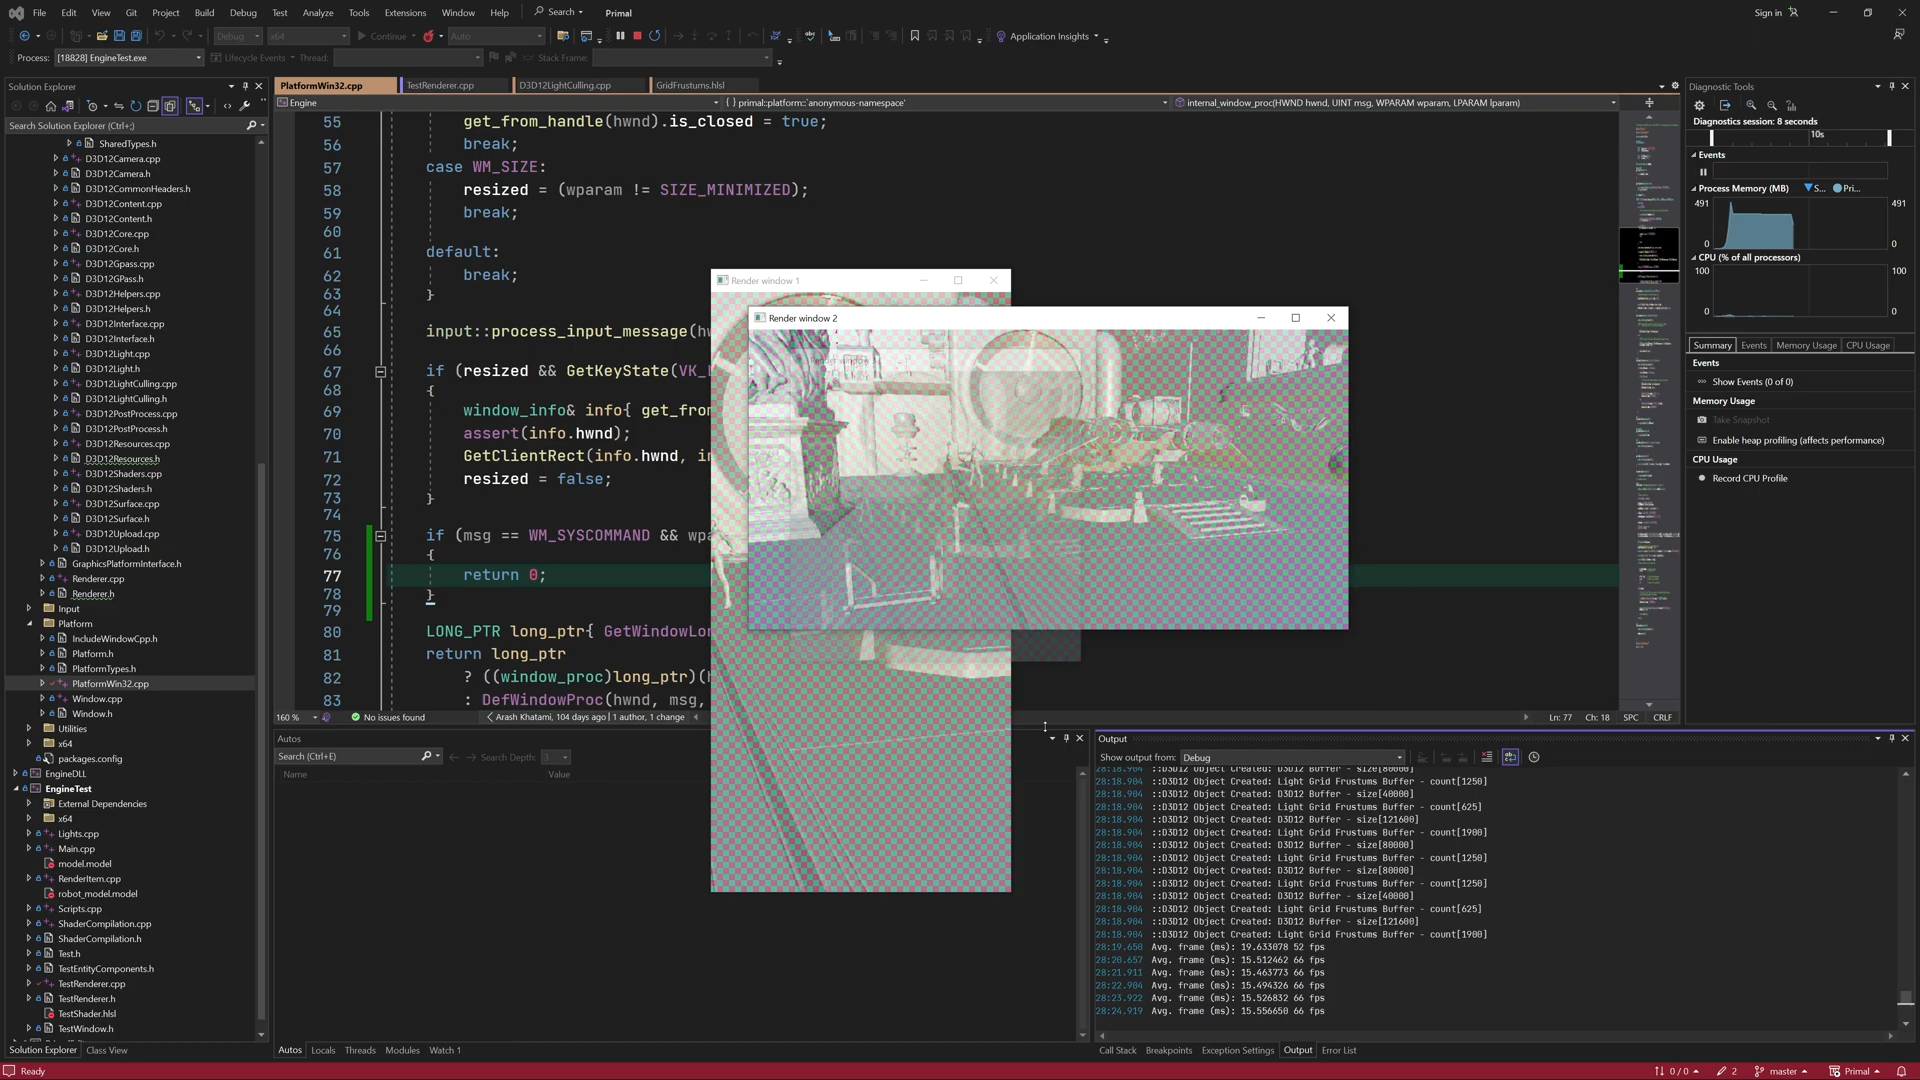 File Edit View Git Project Build Debug Test Analyze Tools Extensions Window Help Search Primal Sign in
Debug x64 Continue Auto Application Insights
Process: [18828] EngineTest.exe Lifecycle Events Thread: Stack Frame:
Solution Explorer
Search Solution Explorer (Ctrl+;)
SharedTypes.h
D3D12Camera.cpp
D3D12Camera.h
D3D12CommonHeaders.h
D3D12Content.cpp
D3D12Content.h
D3D12Core.cpp
D3D12Core.h
D3D12Gpass.cpp
D3D12GPass.h
D3D12Helpers.cpp
D3D12Helpers.h
D3D12Interface.cpp
D3D12Interface.h
D3D12Light.cpp
D3D12Light.h
D3D12LightCulling.cpp
D3D12LightCulling.h
D3D12PostProcess.cpp
D3D12PostProcess.h
D3D12Resources.cpp
D3D12Resources.h
D3D12Shaders.cpp
D3D12Shaders.h
D3D12Surface.cpp
D3D12Surface.h
D3D12Upload.cpp
D3D12Upload.h
GraphicsPlatformInterface.h
Renderer.cpp
Renderer.h
Input
Platform
IncludeWindowCpp.h
Platform.h
PlatformTypes.h
PlatformWin32.cpp
Window.cpp
Window.h
Utilities
x64
packages.config
EngineDLL
EngineTest
External Dependencies
x64
Lights.cpp
Main.cpp
model.model
RenderItem.cpp
robot_model.model
Scripts.cpp
ShaderCompilation.cpp
ShaderCompilation.h
Test.h
TestEntityComponents.h
TestRenderer.cpp
TestRenderer.h
TestShader.hlsl
TestWindow.h
Solution Explorer Class View
PlatformWin32.cpp TestRenderer.cpp D3D12LightCulling.cpp GridFrustums.hlsl
Engine { } primal::platform::`anonymous-namespace' internal_window_proc(HWND hwnd, UINT msg, WPARAM wparam, LPARAM lparam)
55 get_from_handle(hwnd).is_closed = true;
56 break;
57 case WM_SIZE:
58 resized = (wparam != SIZE_MINIMIZED);
59 break;
60
61 default:
62 break;
63 }
64
65 input::process_input_message(h
66
67 if (resized && GetKeyState(VK_
68 {
69 window_info& info{ get_fro
70 assert(info.hwnd);
71 GetClientRect(info.hwnd, i
72 resized = false;
73 }
74
75 if (msg == WM_SYSCOMMAND && wp
76 {
77 return 0;
78 }
79
80 LONG_PTR long_ptr{ GetWindowLo
81 return long_ptr
82 ? ((window_proc)long_ptr)(
83 : DefWindowProc(hwnd, msg,
Render window 1
Render window 2
Render window 3
160 % No issues found Arash Khatami, 104 days ago | 1 author, 1 change Ln: 77 Ch: 18 SPC CRLF
Autos
Search (Ctrl+E) Search Depth: 3
Name Value
Autos Locals Threads Modules Watch 1
Output
Show output from: Debug
28:18.904 ::D3D12 Object Created: D3D12 Buffer - size[80000]
28:18.904 ::D3D12 Object Created: Light Grid Frustums Buffer - count[1250]
28:18.904 ::D3D12 Object Created: D3D12 Buffer - size[40000]
28:18.904 ::D3D12 Object Created: Light Grid Frustums Buffer - count[625]
28:18.904 ::D3D12 Object Created: D3D12 Buffer - size[121600]
28:18.904 ::D3D12 Object Created: Light Grid Frustums Buffer - count[1900]
28:18.904 ::D3D12 Object Created: D3D12 Buffer - size[80000]
28:18.904 ::D3D12 Object Created: Light Grid Frustums Buffer - count[1250]
28:18.904 ::D3D12 Object Created: D3D12 Buffer - size[80000]
28:18.904 ::D3D12 Object Created: Light Grid Frustums Buffer - count[1250]
28:18.904 ::D3D12 Object Created: D3D12 Buffer - size[40000]
28:18.904 ::D3D12 Object Created: Light Grid Frustums Buffer - count[625]
28:18.904 ::D3D12 Object Created: D3D12 Buffer - size[121600]
28:18.904 ::D3D12 Object Created: Light Grid Frustums Buffer - count[1900]
28:19.650 Avg. frame (ms): 19.633078 52 fps
28:20.657 Avg. frame (ms): 15.512462 66 fps
28:21.911 Avg. frame (ms): 15.463773 66 fps
28:22.904 Avg. frame (ms): 15.494326 66 fps
28:23.922 Avg. frame (ms): 15.526832 66 fps
28:24.919 Avg. frame (ms): 15.556650 66 fps
Call Stack Breakpoints Exception Settings Output Error List
Diagnostic Tools
Diagnostics session: 8 seconds
10s
Events
Process Memory (MB) S... Pri...
491 491
0 0
CPU (% of all processors)
100 100
0 0
Summary Events Memory Usage CPU Usage
Events
Show Events (0 of 0)
Memory Usage
Take Snapshot
Enable heap profiling (affects performance)
CPU Usage
Record CPU Profile
Ready 0 / 0 2 master Primal